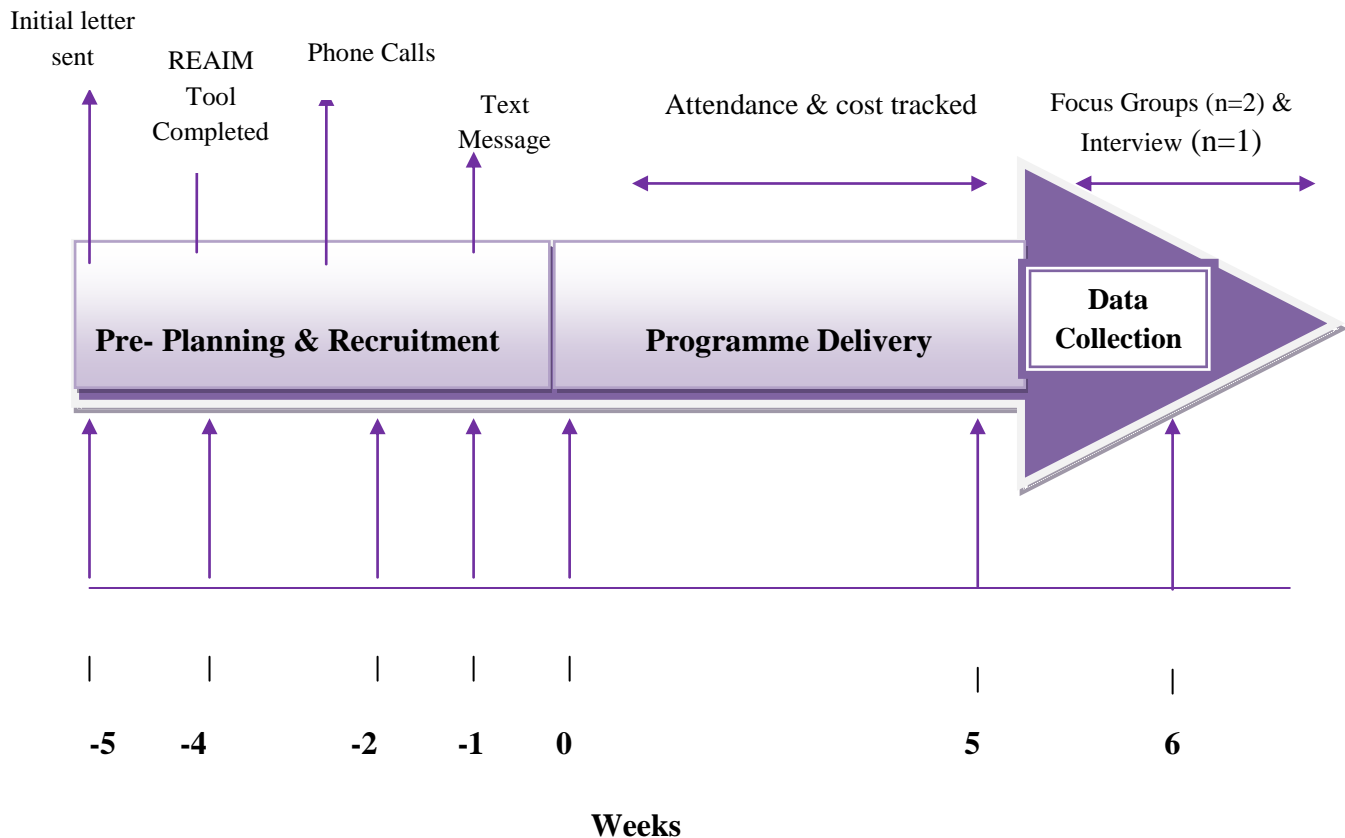 Initial letter
sent
REAIM
Tool
Completed
Phone Calls
Text
Message
Attendance & cost tracked
Focus Groups (n=2) &
Interview (n=1)
Pre- Planning & Recruitment
Programme Delivery
Data
Collection
-5 -4 -2 -1 0 5 6
Weeks